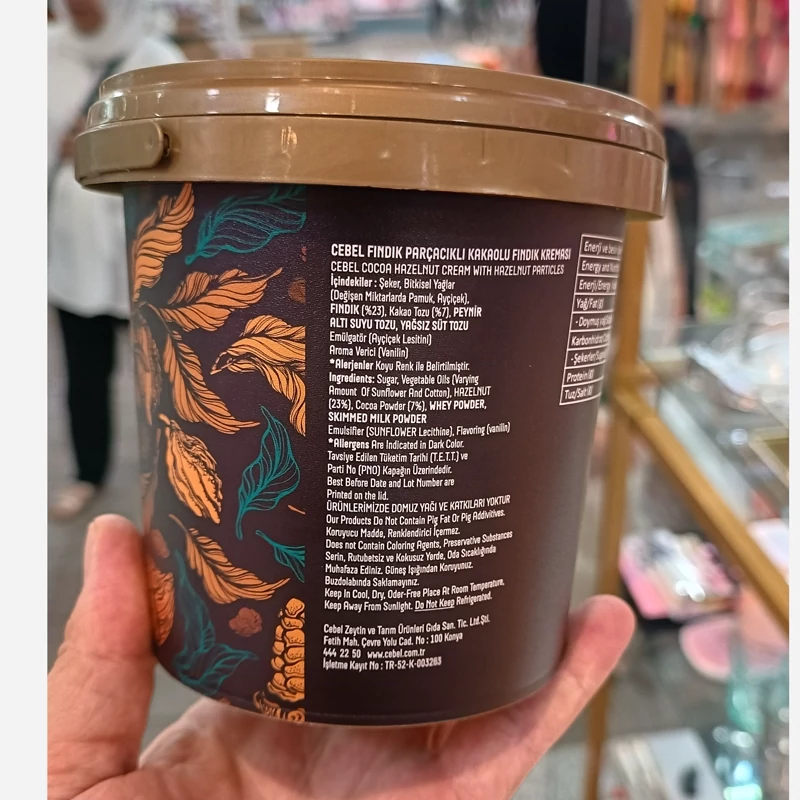 CEBEL FINDIK PARÇACIKLI KAKAOLU FINDIK KREMASI
CEBEL COCOA HAZELNUT CREAM WITH HAZELNUT PARTICLES
İçindekiler : Şeker, Bitkisel Yağlar
(Değişen Miktarlarda Pamuk, Ayçiçek),
FINDIK (%23), Kakao Tozu (%7), PEYNİR
ALTI SUYU TOZU, YAĞSIZ SÜT TOZU
Emülgatör (Ayçiçek Lesitini)
Aroma Verici (Vanilin)
*Alerjenler Koyu Renk ile Belirtilmiştir.
Ingredients: Sugar, Vegetable Oils (Varying
Amount Of Sunflower And Cotton), HAZELNUT
(23%), Cocoa Powder (7%), WHEY POWDER,
SKIMMED MILK POWDER
Emulsifier (SUNFLOWER Lecithine), Flavoring (vanilin)
*Allergens Are Indicated in Dark Color.
Tavsiye Edilen Tüketim Tarihi (T.E.T.T.) ve
Parti No (PNO) Kapağın Üzerindedir.
Best Before Date and Lot Number are
Printed on the lid.
ÜRÜNLERİMİZDE DOMUZ YAĞI VE KATKILARI YOKTUR
Our Products Do Not Contain Pig Fat Or Pig Addivitives.
Koruyucu Madde, Renklendirici İçermez.
Does not Contain Coloring Agents, Preservative Substances
Serin, Rutubetsiz ve Kokusuz Yerde, Oda Sıcaklığında
Muhafaza Ediniz. Güneş Işığından Koruyunuz.
Buzdolabında Saklamayınız.
Keep In Cool, Dry, Oder-Free Place At Room Temperature.
Keep Away From Sunlight. Do Not Keep Refrigerated.
Cebel Zeytin ve Tarım Ürünleri Gıda San. Tic. Ltd.Şti.
Fetih Mah. Çevre Yolu Cad. No : 100 Konya
444 22 50 www.cebel.com.tr
İşletme Kayıt No : TR-52-K-003263
Enerji ve
Energy and
Enerji/Energy
Yağ/Fat (g)
- Doymuş
Karbonhidrat
- Şekerler
Protein (g)
Tuz/Salt (g)